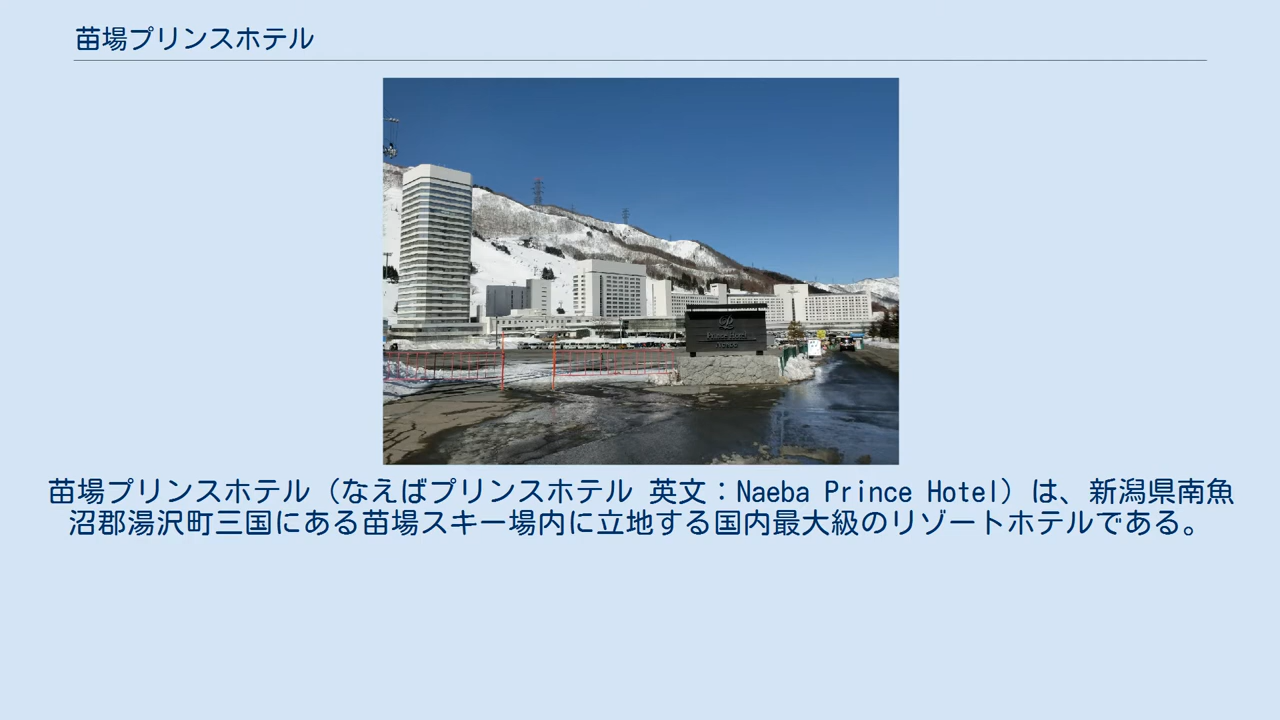 苗場プリンスホテル
Prince Hotel
苗場プリンスホテル（なえばプリンスホテル 英文：Naeba Prince Hotel）は、新潟県南魚
沼郡湯沢町三国にある苗場スキー場内に立地する国内最大級のリゾートホテルである。